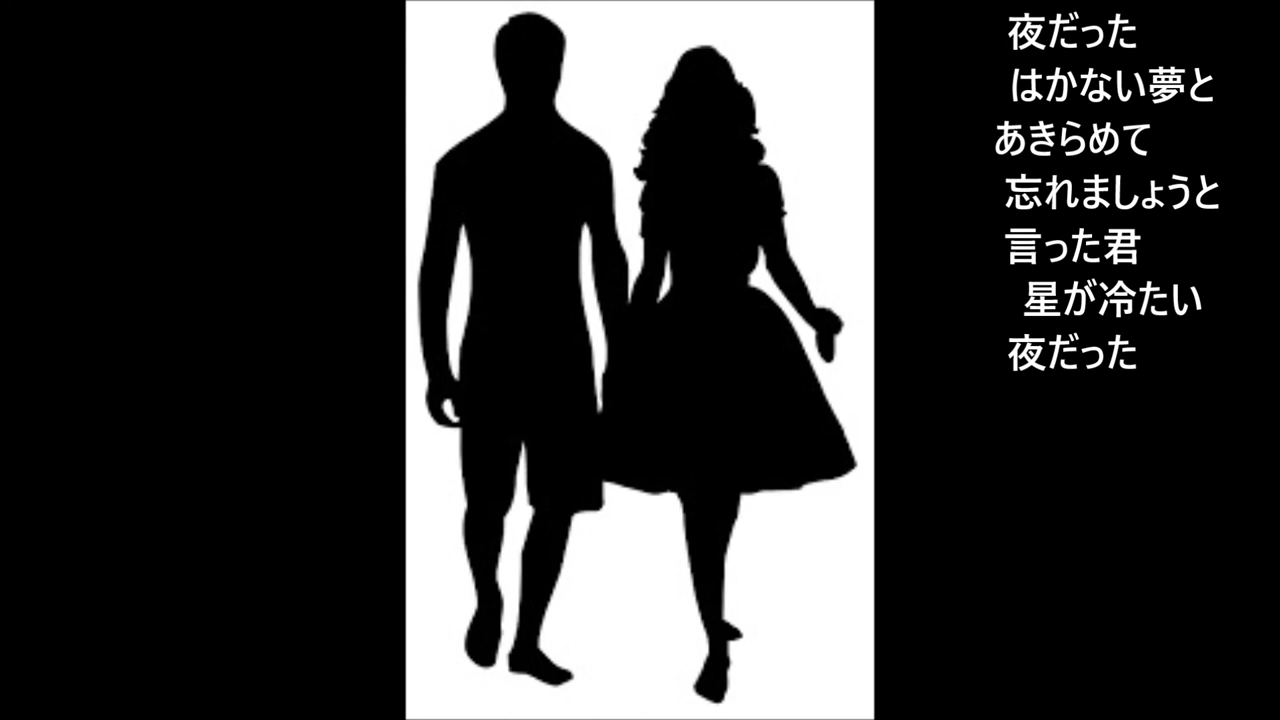 夜だった
はかない夢と
あきらめて
忘れましょうと
言った君
星が冷たい
夜だった